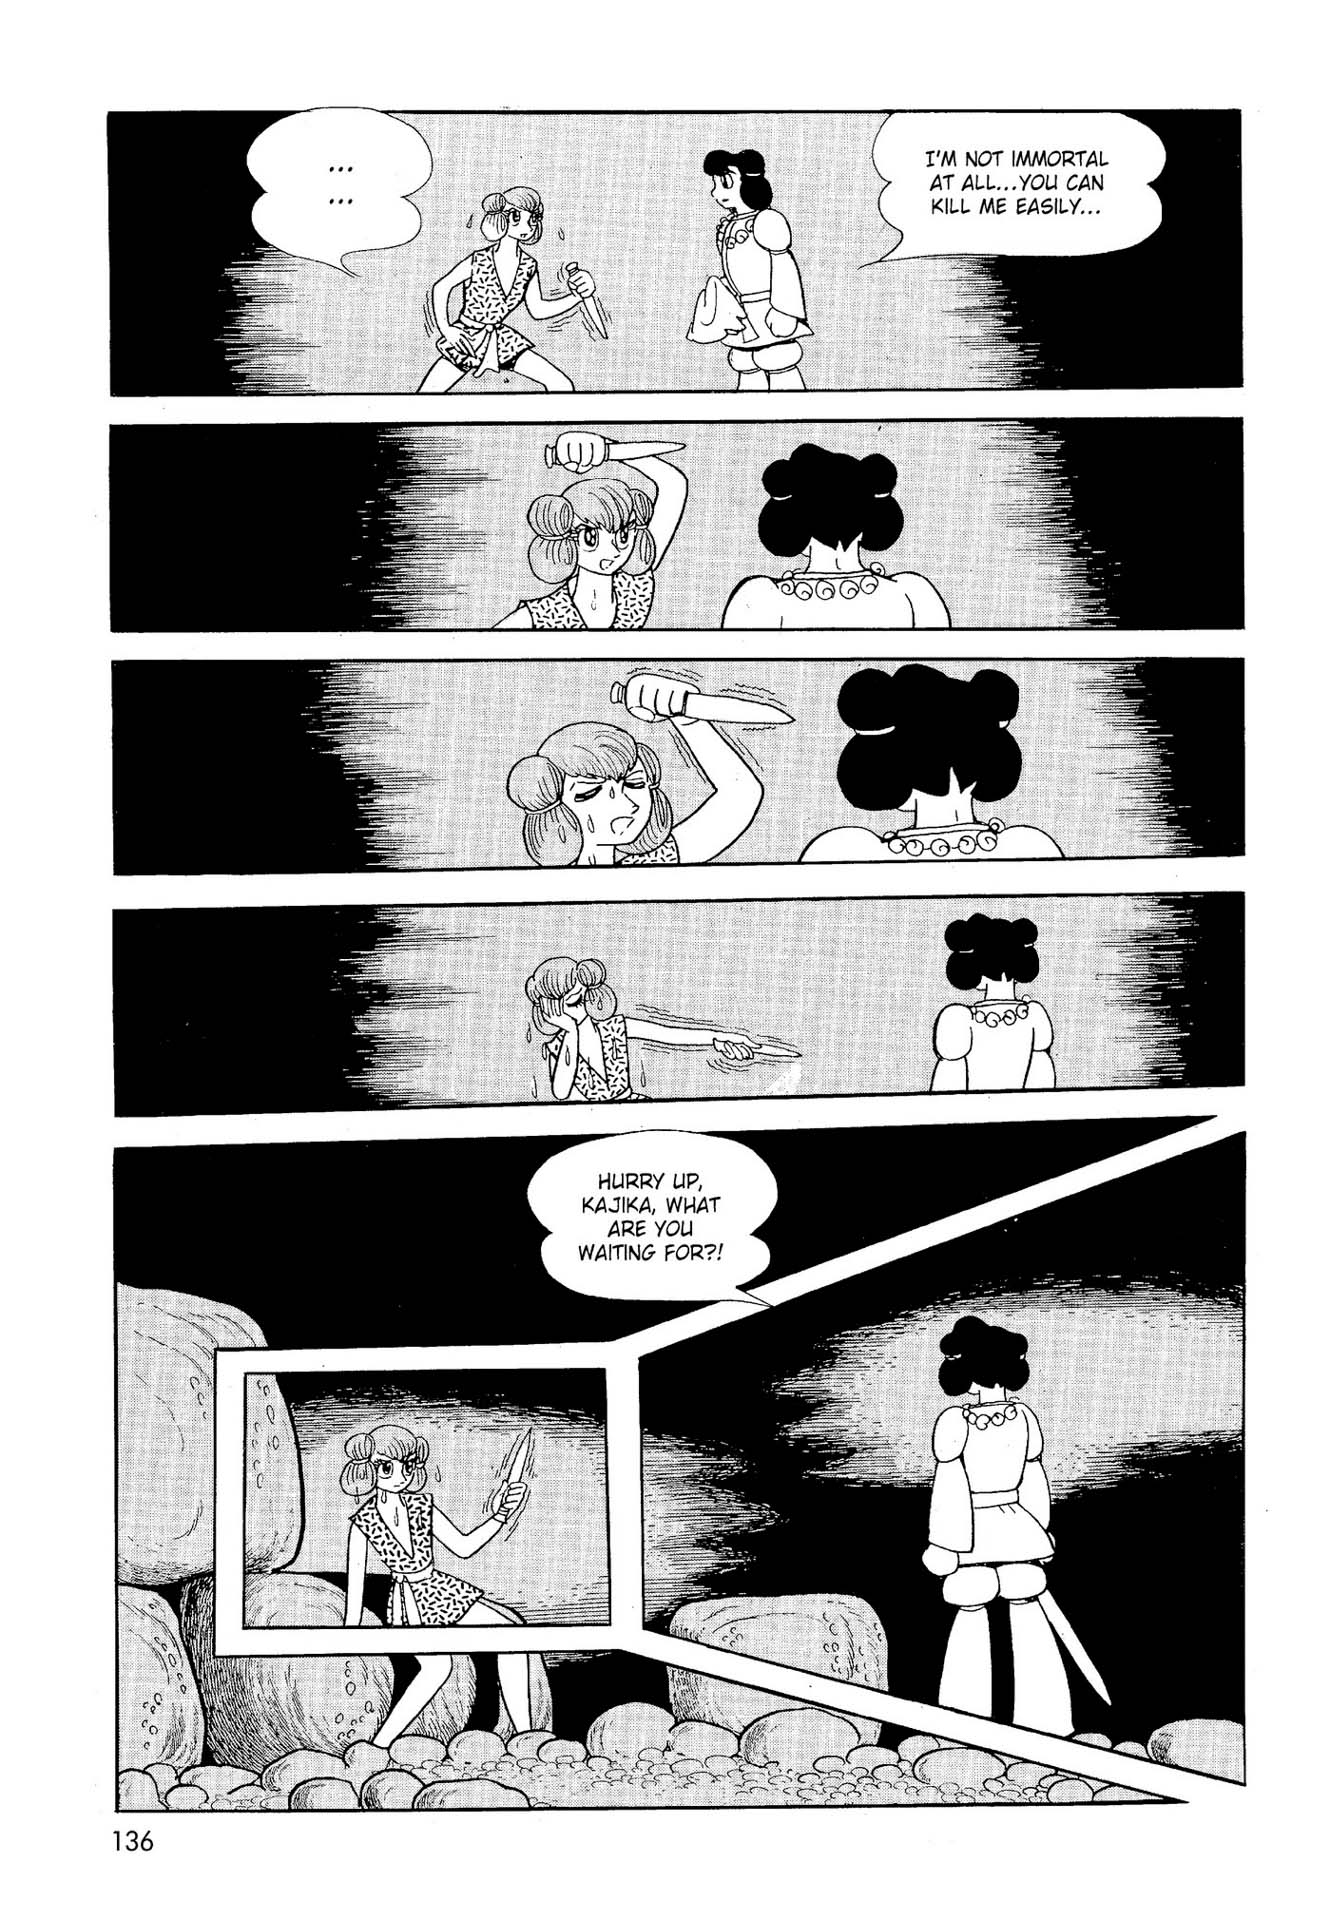 ...
...
I'M NOT IMMORTAL
AT ALL...YOU CAN
KILL ME EASILY...
HURRY UP,
KAJIKA, WHAT
ARE YOU
WAITING FOR?!
136